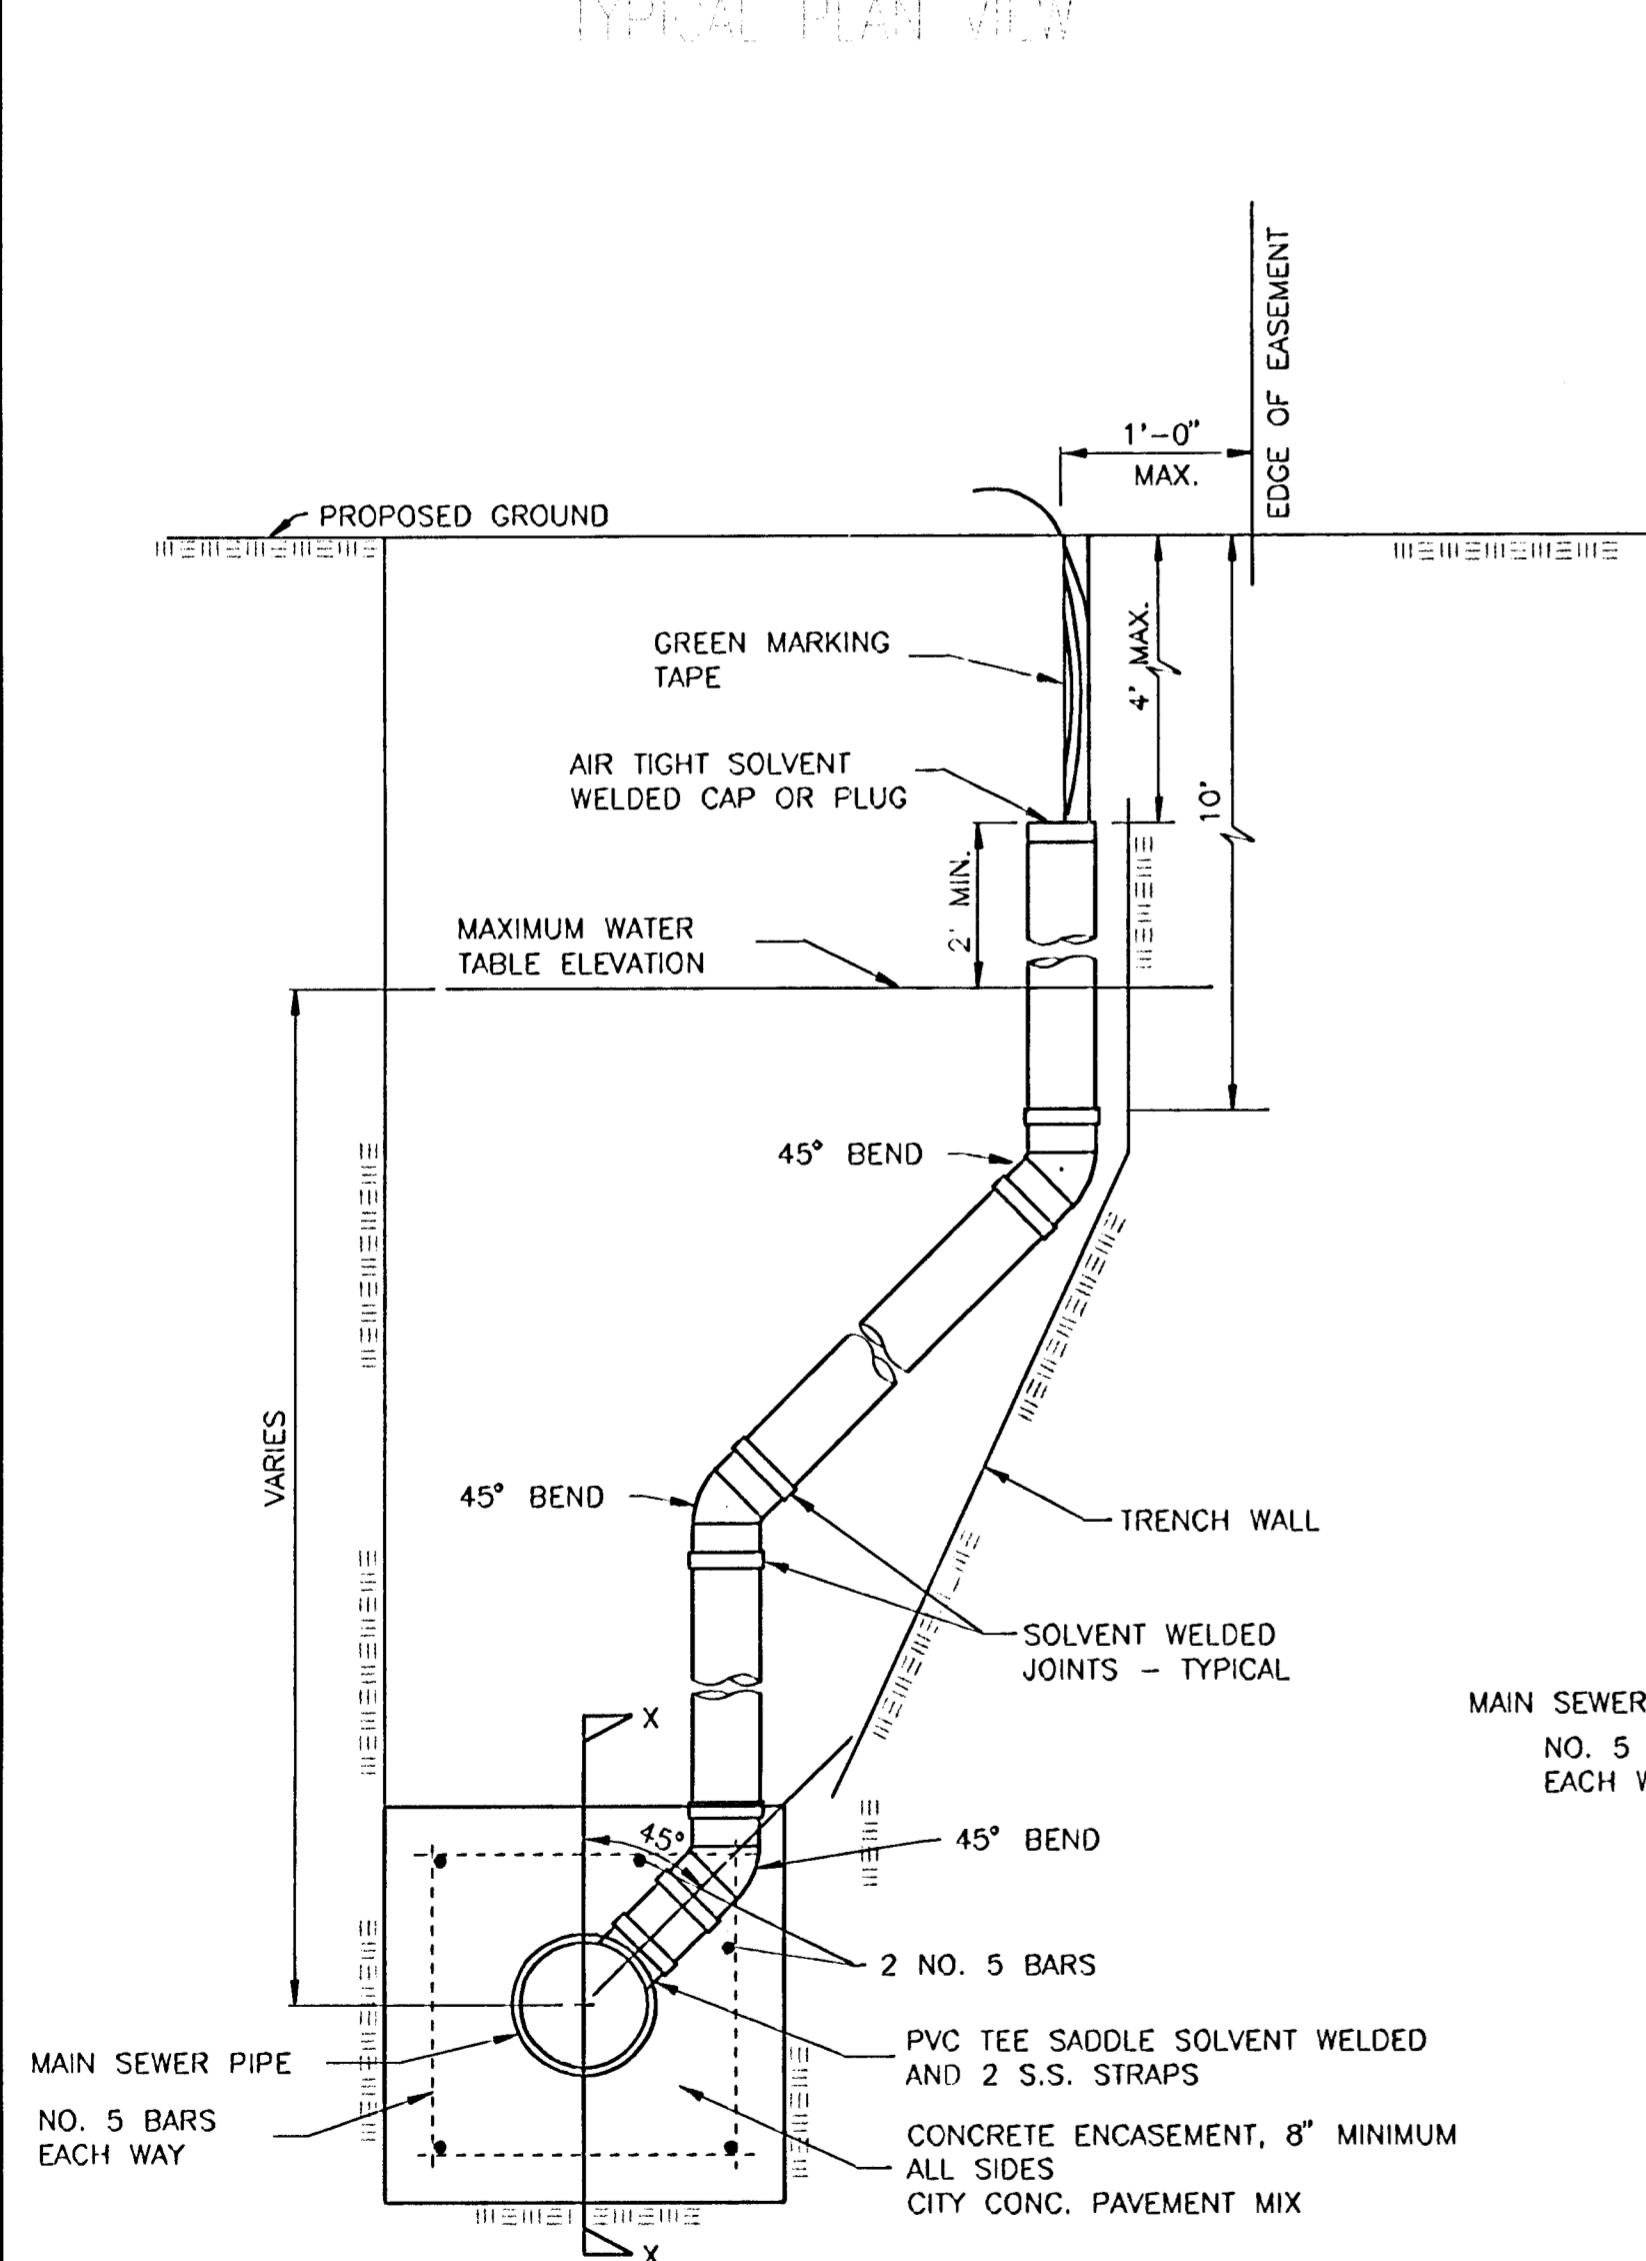 TYPICAL PLAN VIEW
EDGE OF EASEMENT
1'-0"
MAX.
PROPOSED GROUND
GREEN MARKING
TAPE
4' MAX.
AIR TIGHT SOLVENT
WELDED CAP OR PLUG
10'
2' MIN.
MAXIMUM WATER
TABLE ELEVATION
45° BEND
VARIES
45° BEND
TRENCH WALL
SOLVENT WELDED
JOINTS - TYPICAL
MAIN SEWER
NO. 5
EACH W
X
45°
45° BEND
2 NO. 5 BARS
PVC TEE SADDLE SOLVENT WELDED
AND 2 S.S. STRAPS
MAIN SEWER PIPE
NO. 5 BARS
EACH WAY
CONCRETE ENCASEMENT, 8" MINIMUM
ALL SIDES
CITY CONC. PAVEMENT MIX
X